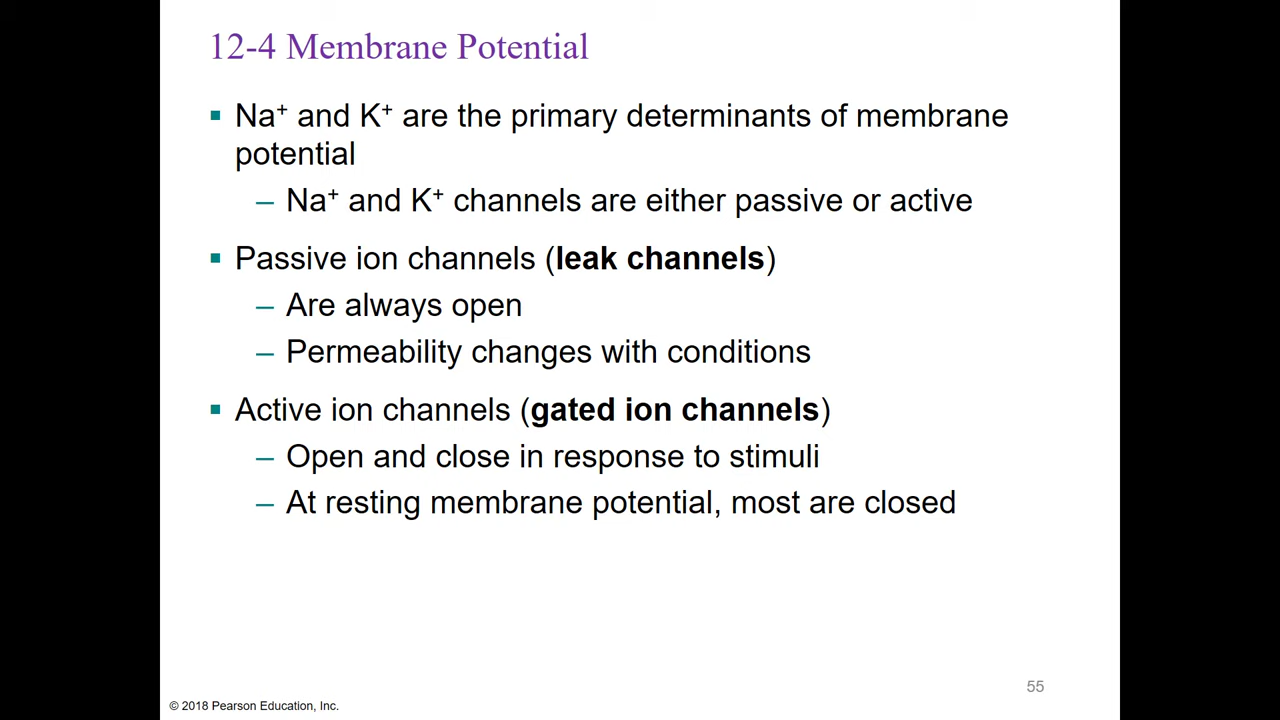 12-4 Membrane Potential
▪ Na⁺ and K⁺ are the primary determinants of membrane
potential
– Na⁺ and K⁺ channels are either passive or active
▪ Passive ion channels (leak channels)
– Are always open
– Permeability changes with conditions
▪ Active ion channels (gated ion channels)
– Open and close in response to stimuli
– At resting membrane potential, most are closed
55
© 2018 Pearson Education, Inc.